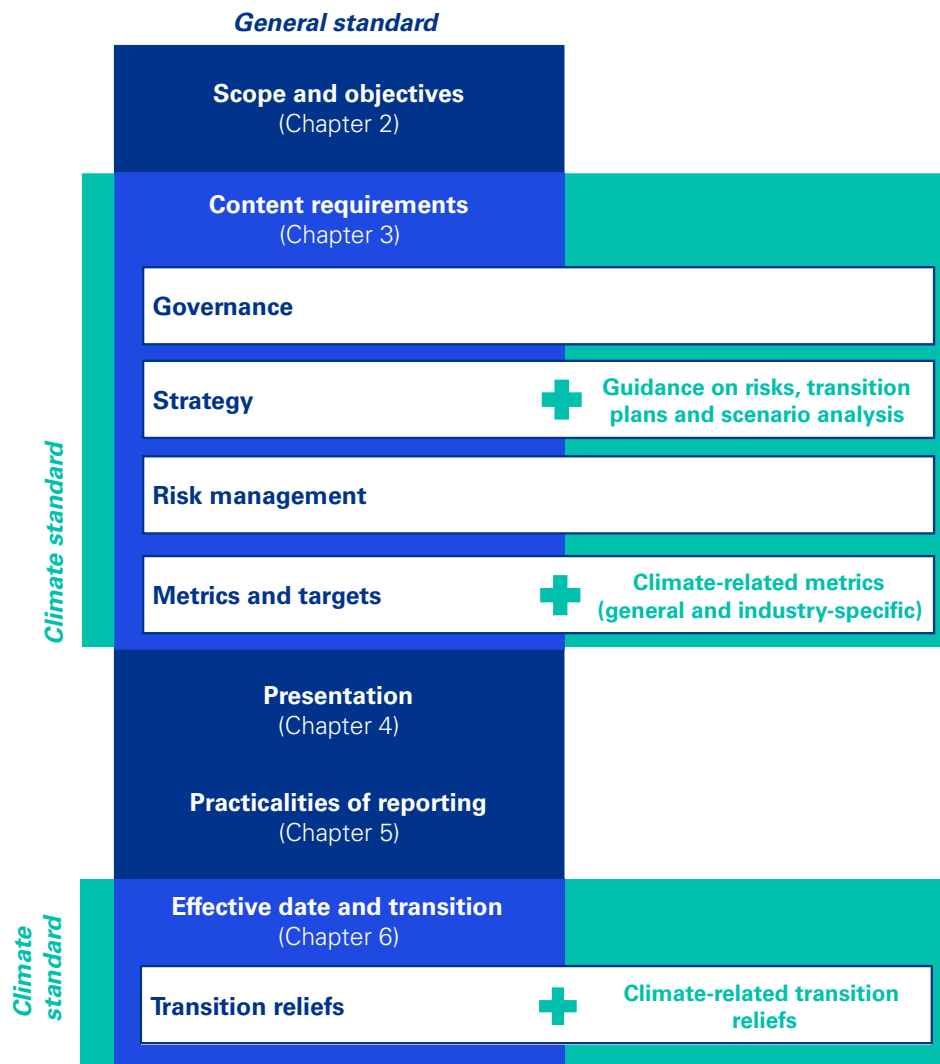 General standard
Scope and objectives
(Chapter 2)
Content requirements
(Chapter 3)
Governance
Strategy
Guidance on risks, transition
plans and scenario analysis
Risk management
Metrics and targets
Climate-related metrics
(general and industry-specific)
Climate standard
Presentation
(Chapter 4)
Practicalities of reporting
(Chapter 5)
Effective date and transition
(Chapter 6)
Transition reliefs
Climate-related transition
reliefs
Climate
standard